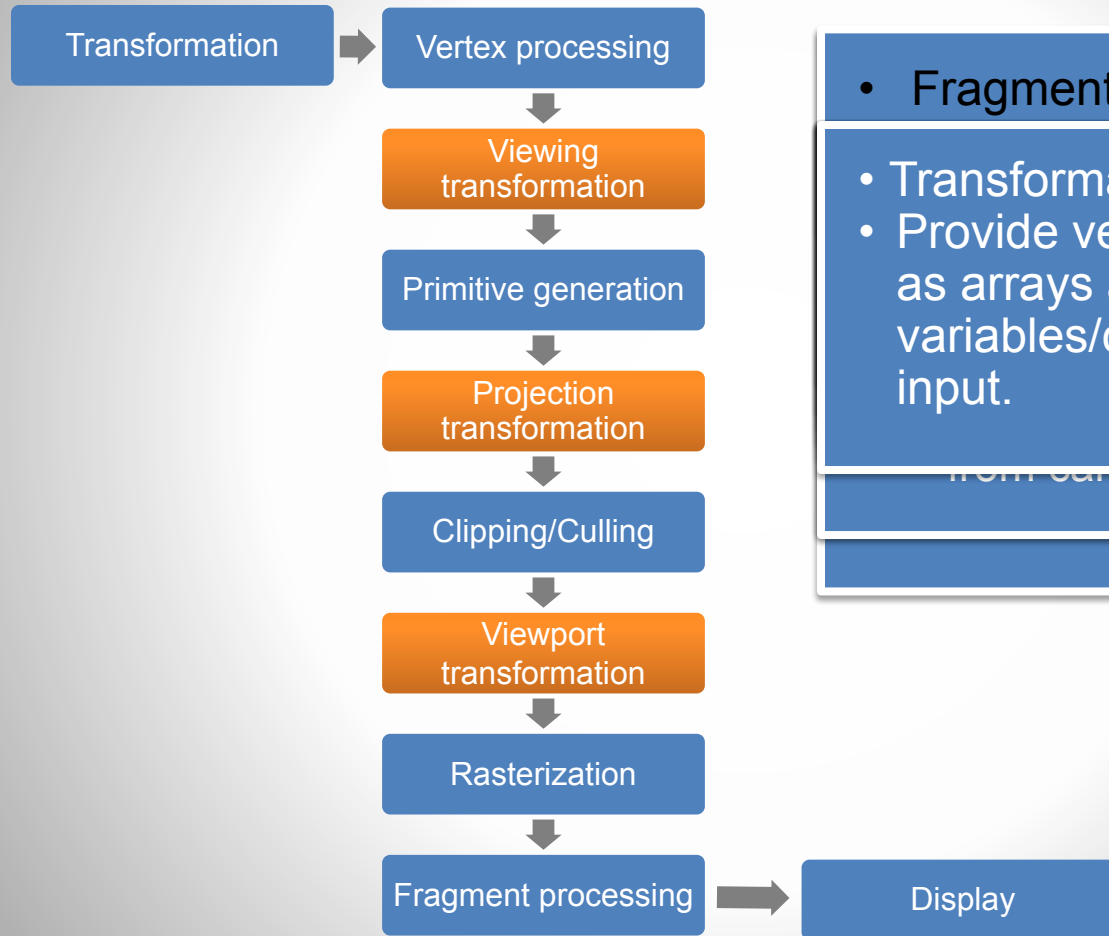 Transformation
Vertex processing
Viewing
transformation
Primitive generation
Projection
transformation
Clipping/Culling
Viewport
transformation
Rasterization
Fragment processing
Display
• Fragment
• Transforma
• Provide ve
as arrays
variables/
input.
from